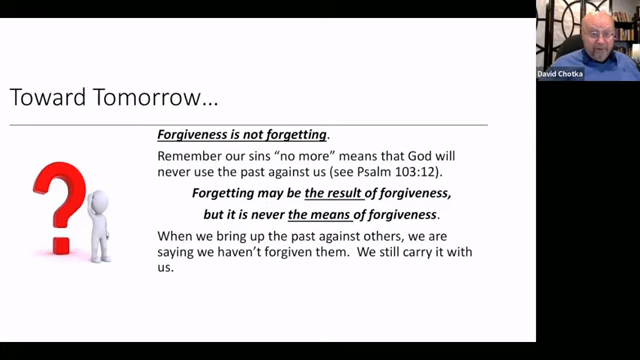 David Chotka
Toward Tomorrow…
Forgiveness is not forgetting.
Remember our sins “no more” means that God will
never use the past against us (see Psalm 103:12).
Forgetting may be the result of forgiveness,
but it is never the means of forgiveness.
When we bring up the past against others, we are
saying we haven’t forgiven them.  We still carry it with
us.